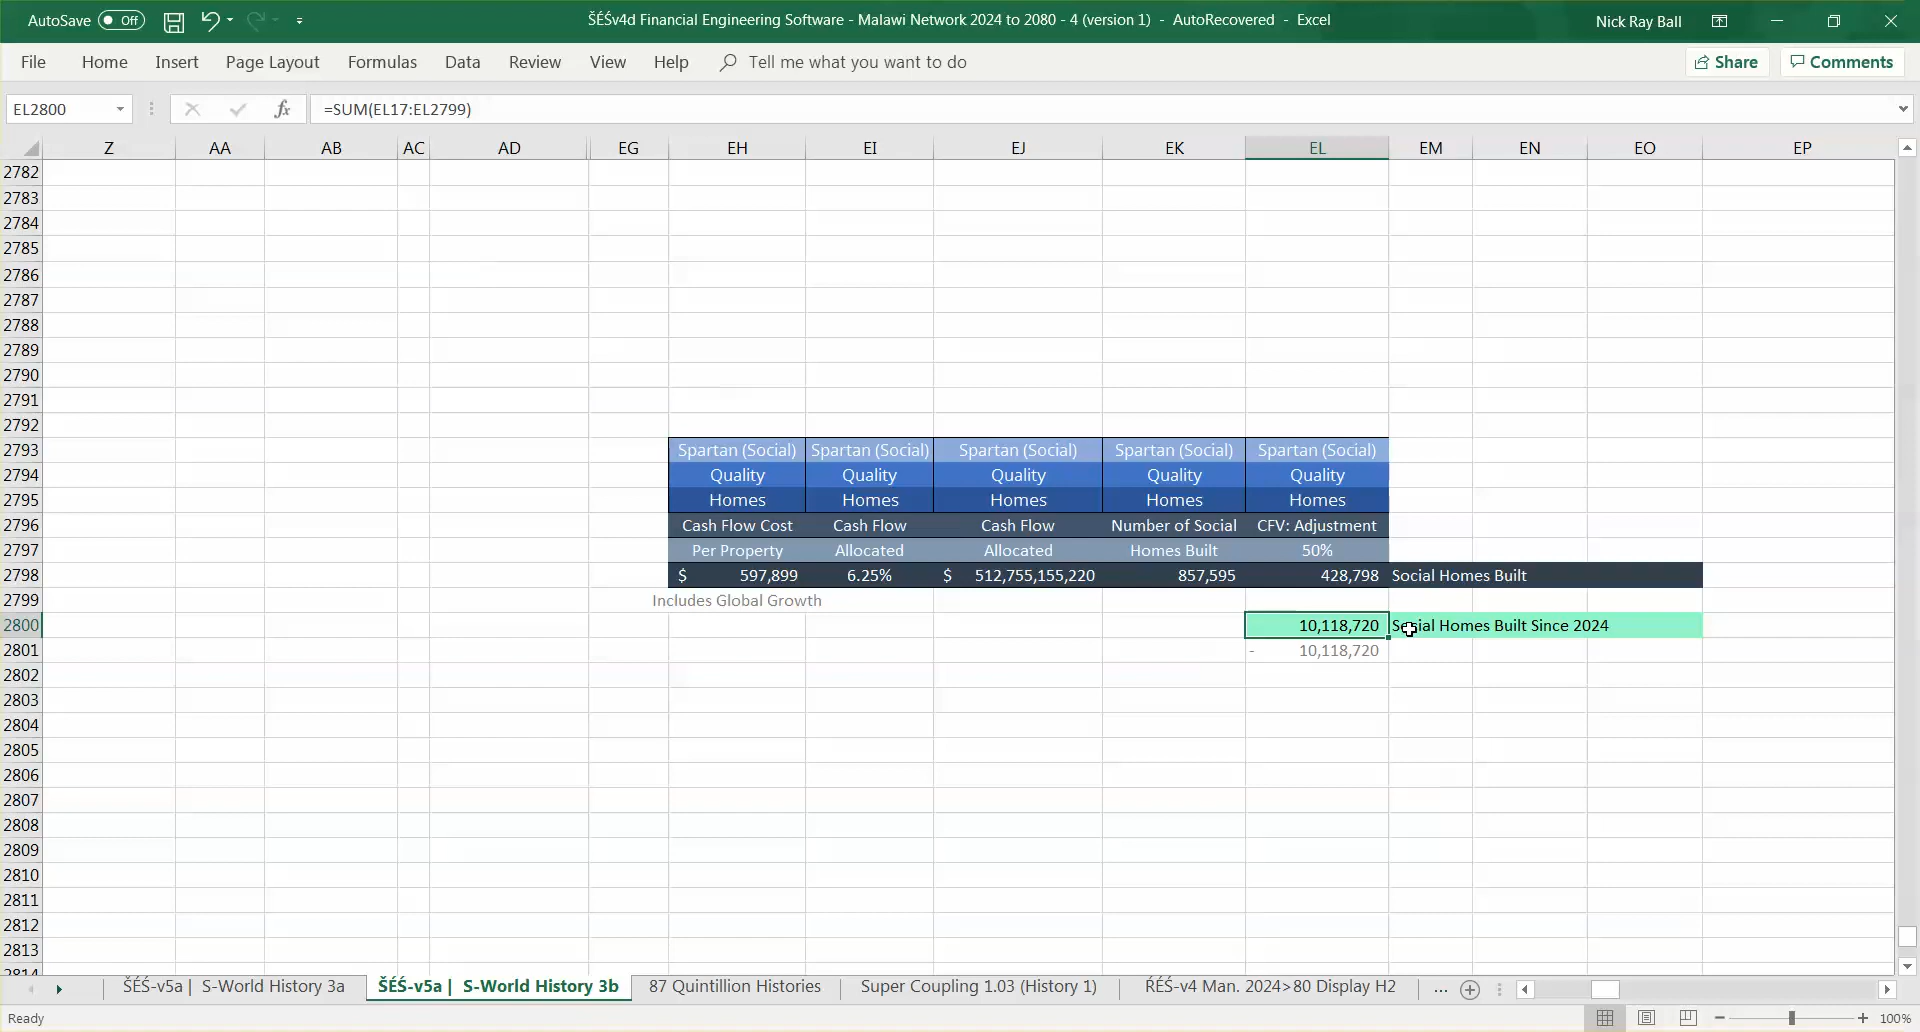 AutoSave Off ŠÉŚv4d Financial Engineering Software - Malawi Network 2024 to 2080 - 4 (version 1) - AutoRecovered - Excel Nick Ray Ball
File Home Insert Page Layout Formulas Data Review View Help Tell me what you want to do Share Comments
EL2800 fx =SUM(EL17:EL2799)
Z AA AB AC AD EG EH EI EJ EK EL EM EN EO EP
2782
2783
2784
2785
2786
2787
2788
2789
2790
2791
2792
2793 Spartan (Social) Spartan (Social) Spartan (Social) Spartan (Social) Spartan (Social)
2794 Quality Quality Quality Quality Quality
2795 Homes Homes Homes Homes Homes
2796 Cash Flow Cost Cash Flow Cash Flow Number of Social CFV: Adjustment
2797 Per Property Allocated Allocated Homes Built 50%
2798 $ 597,899 6.25% $ 512,755,155,220 857,595 428,798 Social Homes Built
2799 Includes Global Growth
2800 10,118,720 Social Homes Built Since 2024
2801 - 10,118,720
2802
2803
2804
2805
2806
2807
2808
2809
2810
2811
2812
2813
2814
ŠÉŚ-v5a | S-World History 3a ŠÉŚ-v5a | S-World History 3b 87 Quintillion Histories Super Coupling 1.03 (History 1) ŔÉŚ-v4 Man. 2024>80 Display H2 ...
Ready 100%